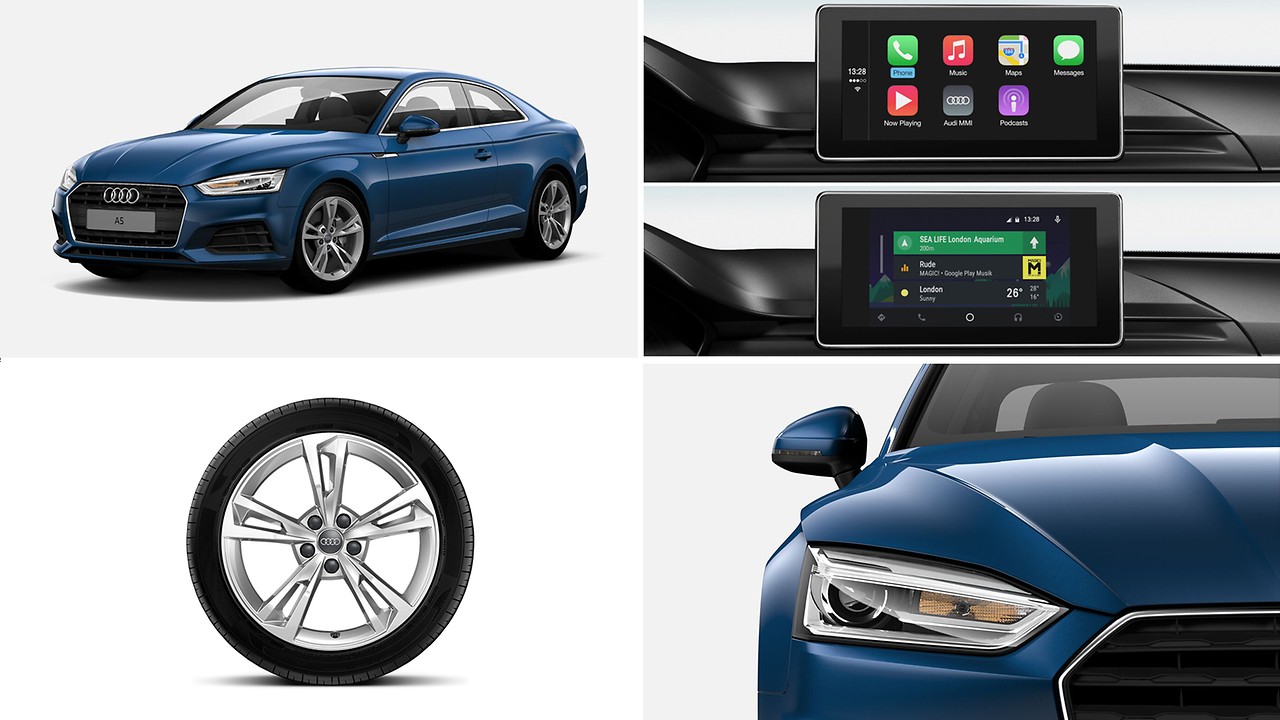 A5
13:28
Phone
Music
Maps
Messages
Now Playing
Audi MMI
Podcasts
13:28
SEA LIFE London Aquarium
200m
Rude
MAGIC! • Google Play Musik
London
Sunny
26°
28°
16°